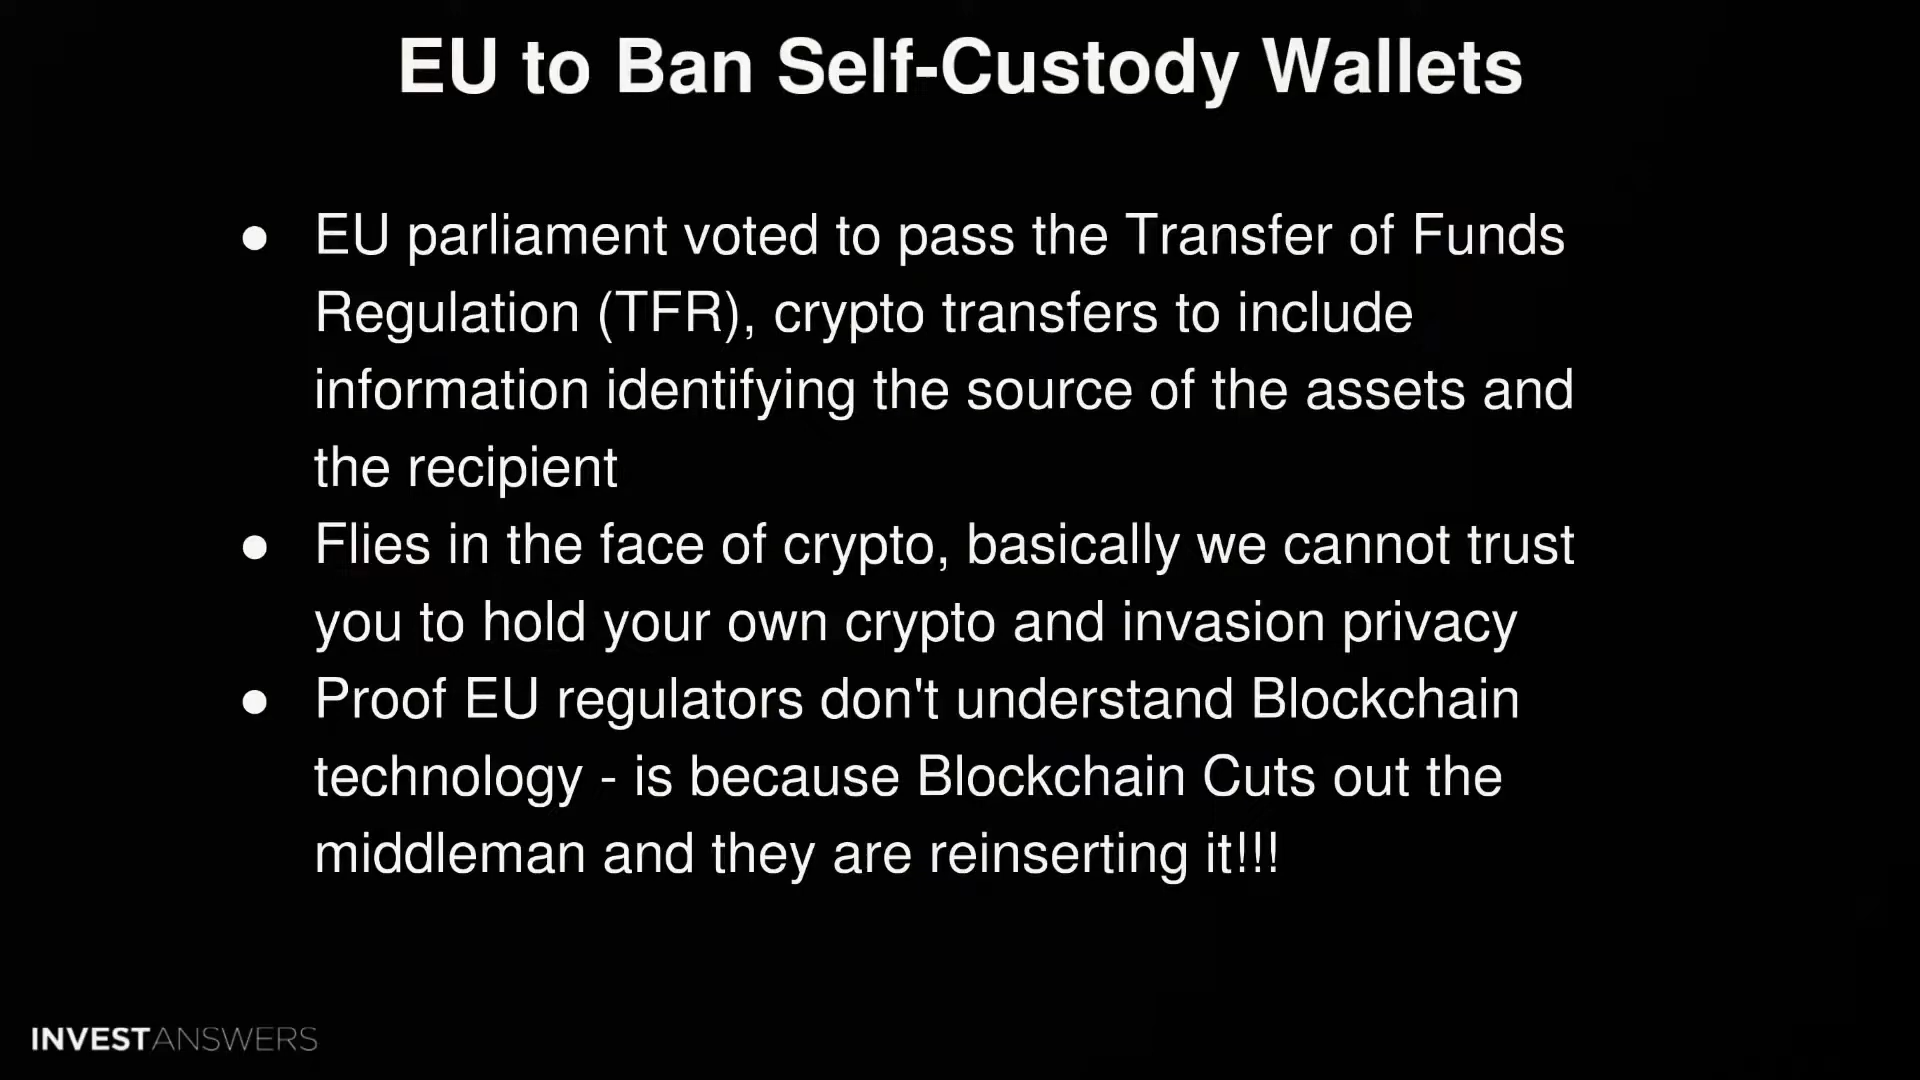 EU to Ban Self-Custody Wallets
● EU parliament voted to pass the Transfer of Funds
Regulation (TFR), crypto transfers to include
information identifying the source of the assets and
the recipient
● Flies in the face of crypto, basically we cannot trust
you to hold your own crypto and invasion privacy
● Proof EU regulators don't understand Blockchain
technology - is because Blockchain Cuts out the
middleman and they are reinserting it!!!
INVESTANSWERS